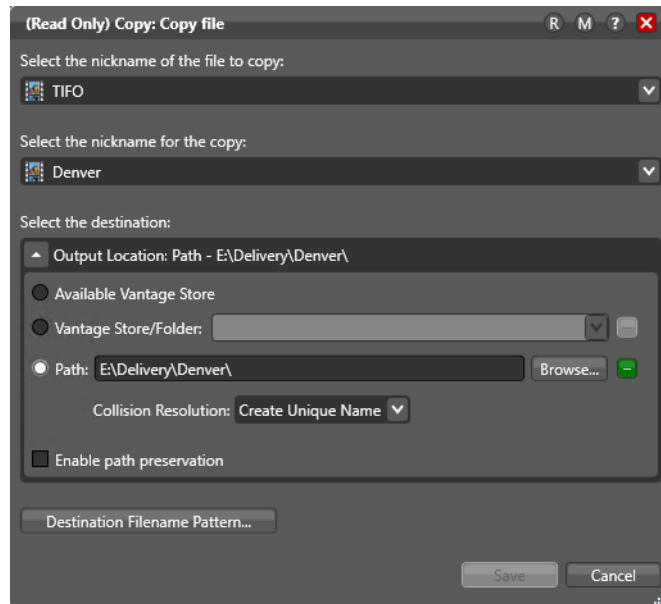 (Read Only) Copy: Copy file R M ? X
Select the nickname of the file to copy:
TIFO
Select the nickname for the copy:
Denver
Select the destination:
Output Location: Path - E:\Delivery\Denver\
Available Vantage Store
Vantage Store/Folder:
Path: E:\Delivery\Denver\ Browse...
Collision Resolution: Create Unique Name
Enable path preservation
Destination Filename Pattern...
Save Cancel